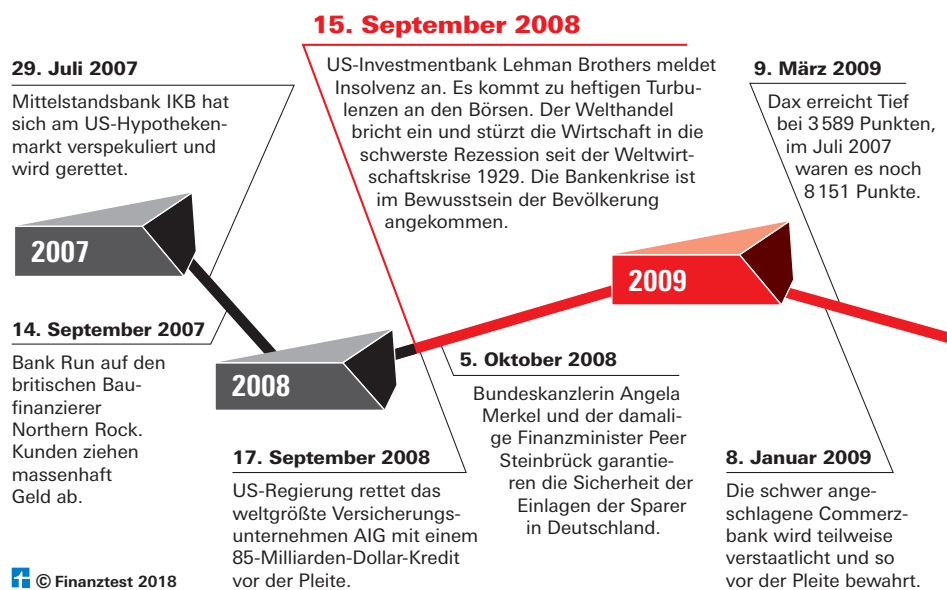 29. Juli 2007
Mittelstandsbank IKB hat
sich am US-Hypotheken-
markt verspekuliert und
wird gerettet.
2007
14. September 2007
Bank Run auf den
britischen Bau-
finanzierer
Northern Rock.
Kunden ziehen
massenhaft
Geld ab.
15. September 2008
US-Investmentbank Lehman Brothers meldet
Insolvenz an. Es kommt zu heftigen Turbu-
lenzen an den Börsen. Der Welthandel
bricht ein und stürzt die Wirtschaft in die
schwerste Rezession seit der Weltwirt-
schaftskrise 1929. Die Bankenkrise ist
im Bewusstsein der Bevölkerung
angekommen.
2008
17. September 2008
US-Regierung rettet das
weltgrößte Versicherungs-
unternehmen AIG mit einem
85-Milliarden-Dollar-Kredit
vor der Pleite.
5. Oktober 2008
Bundeskanzlerin Angela
Merkel und der damali-
ge Finanzminister Peer
Steinbrück garantie-
ren die Sicherheit der
Einlagen der Sparer
in Deutschland.
2009
9. März 2009
Dax erreicht Tief
bei 3 589 Punkten,
im Juli 2007
waren es noch
8 151 Punkte.
8. Januar 2009
Die schwer ange-
schlagene Commerz-
bank wird teilweise
verstaatlicht und so
vor der Pleite bewahrt.
© Finanztest 2018